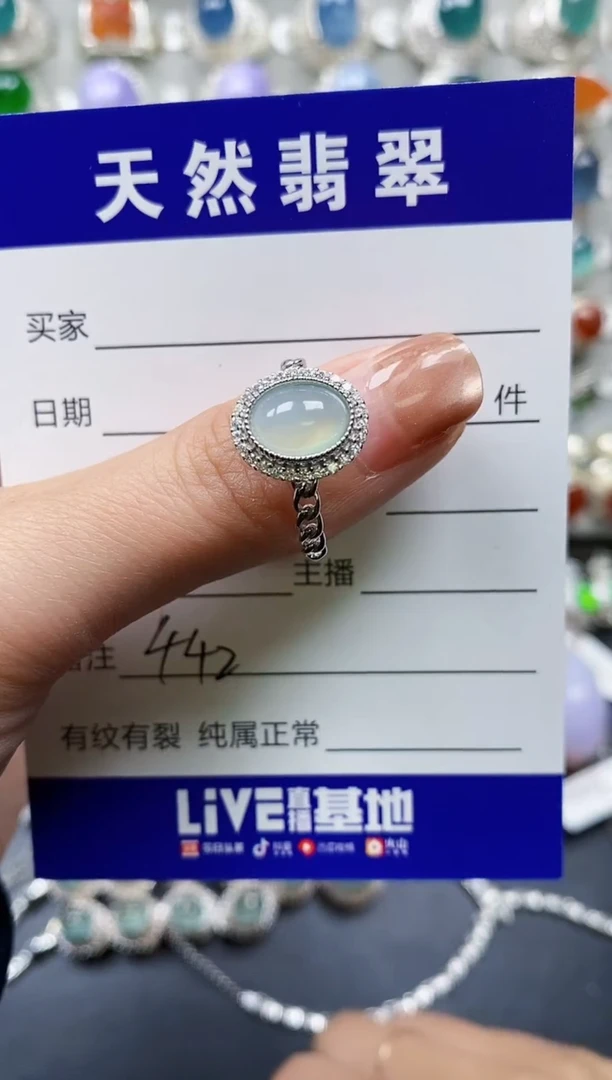 天然翡翠
买家
日期 件
主播
注 442
有纹有裂 纯属正常
LiVE直播基地